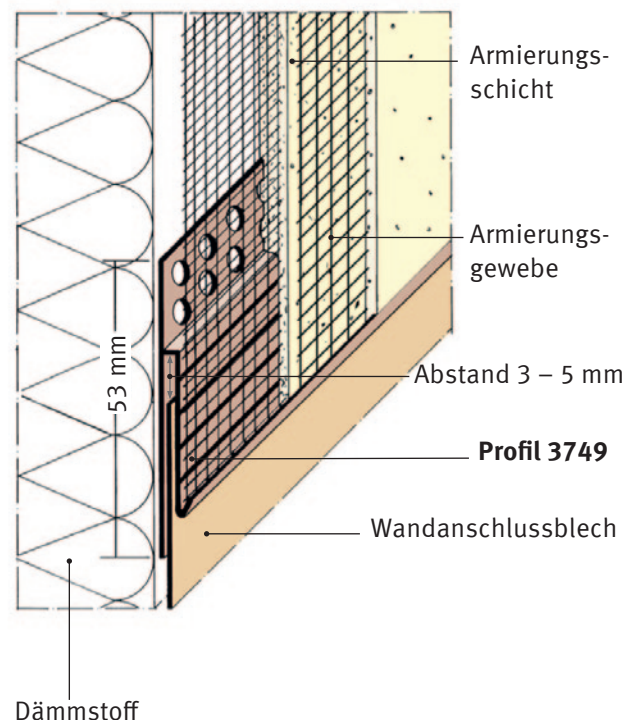 Armierungs-
schicht
Armierungs-
gewebe
53 mm
Abstand 3 – 5 mm
Profil 3749
Wandanschlussblech
Dämmstoff